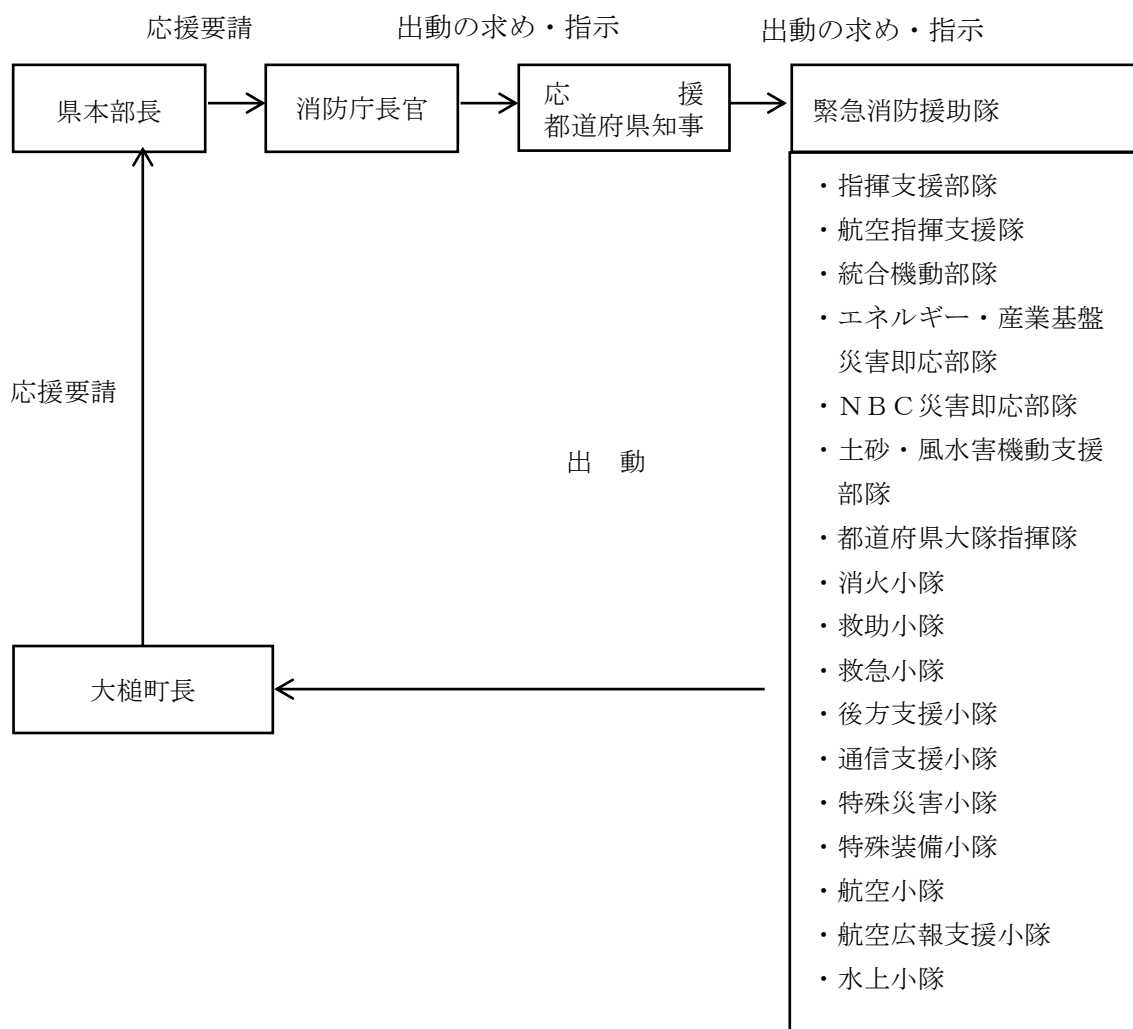 応援要請
出動の求め・指示
出動の求め・指示
県本部長
消防庁長官
応　　　援
都道府県知事
緊急消防援助隊
・指揮支援部隊
・航空指揮支援隊
・統合機動部隊
・エネルギー・産業基盤
災害即応部隊
・ＮＢＣ災害即応部隊
・土砂・風水害機動支援
部隊
・都道府県大隊指揮隊
・消火小隊
・救助小隊
・救急小隊
・後方支援小隊
・通信支援小隊
・特殊災害小隊
・特殊装備小隊
・航空小隊
・航空広報支援小隊
・水上小隊
応援要請
出　動
大槌町長